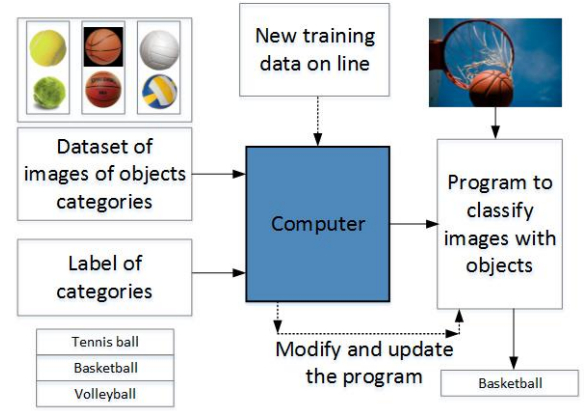 New training
data on line
Dataset of
images of objects
categories
Computer
Program to
classify
images with
objects
Label of
categories
Tennis ball
Basketball
Volleyball
Modify and update
the program
Basketball